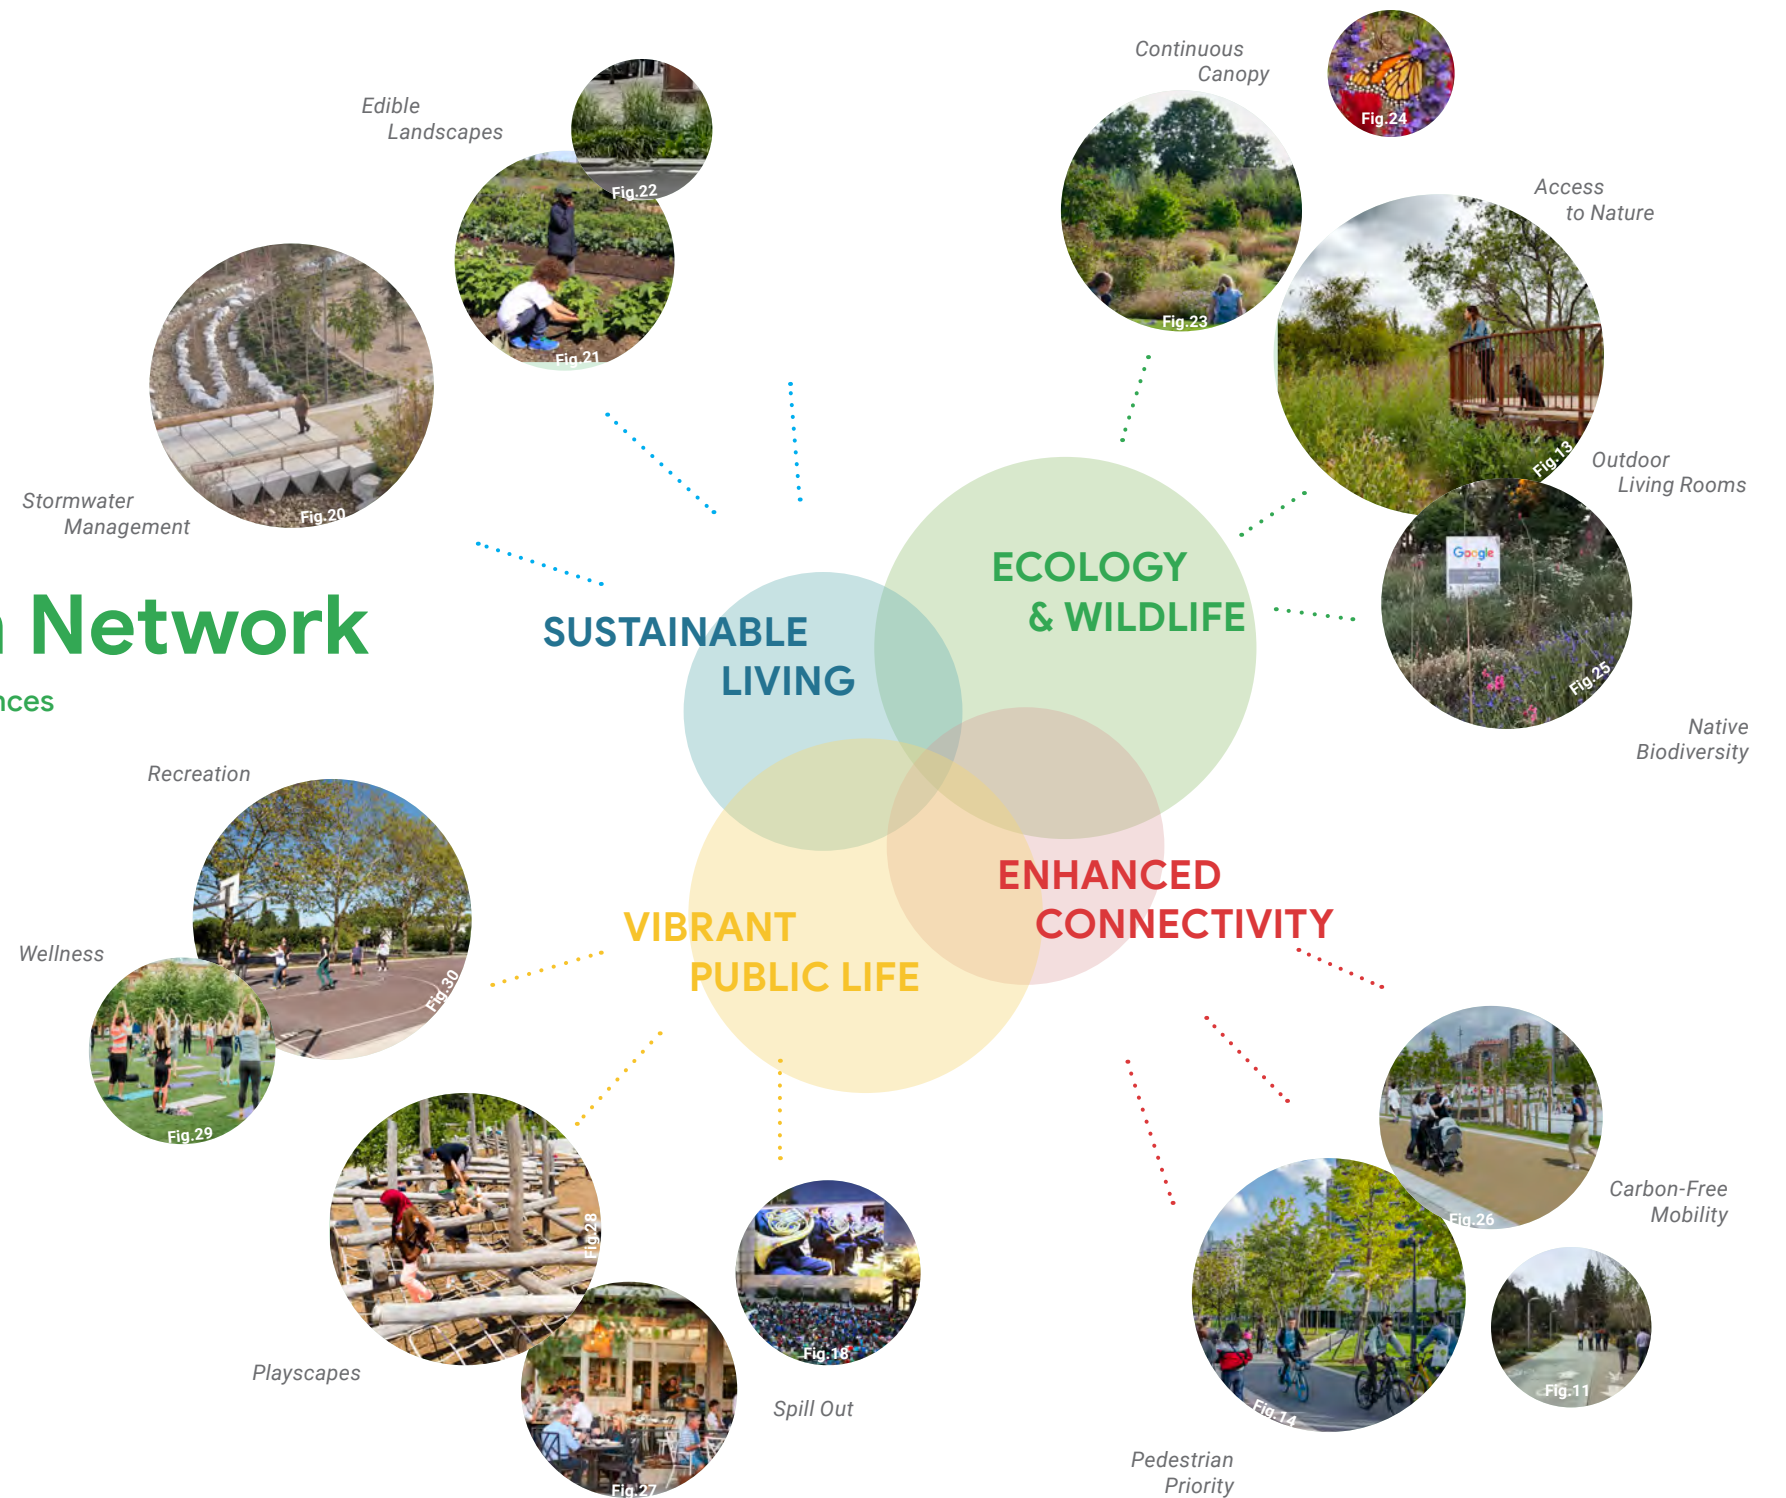 Continuous
Canopy
Fig.24
Edible
Landscapes
Fig.22
Access
to Nature
Fig.21
Fig.23
Fig.13
Outdoor
Living Rooms
Stormwater
Management
Fig.20
Google
ECOLOGY
& WILDLIFE
Network
SUSTAINABLE
LIVING
Fig.25
Native
Biodiversity
Recreation
Wellness
Fig.30
ENHANCED
CONNECTIVITY
VIBRANT
PUBLIC LIFE
Fig.29
Fig.28
Carbon-Free
Mobility
Fig.26
Fig.18
Playscapes
Spill Out
Fig.11
Fig.14
Pedestrian
Priority
Fig.27